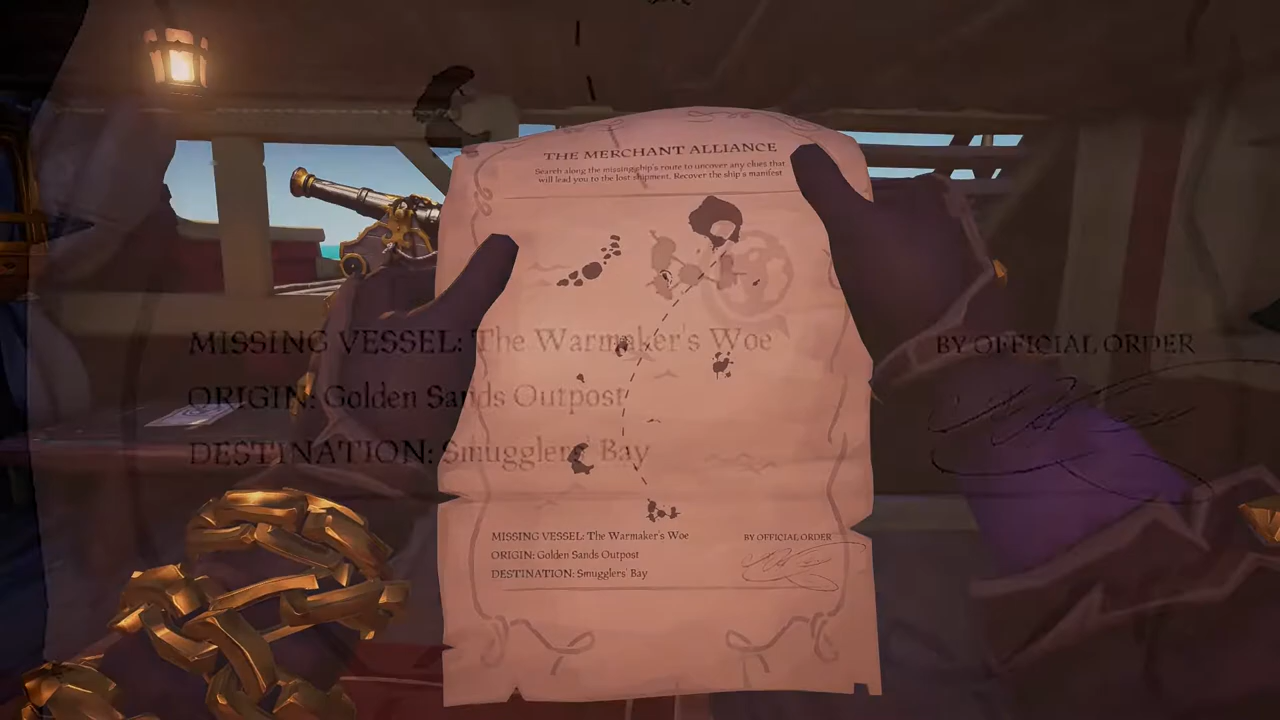 THE MERCHANT ALLIANCE
Search along the missing ship's route to uncover any clues that
will lead you to the lost shipment. Recover the ship's manifest
MISSING VESSEL: The Warmaker's Woe
BY OFFICIAL ORDER
ORIGIN: Golden Sands Outpost
DESTINATION: Smugglers' Bay
MISSING VESSEL: The Warmaker's Woe
BY OFFICIAL ORDER
ORIGIN: Golden Sands Outpost
DESTINATION: Smugglers' Bay